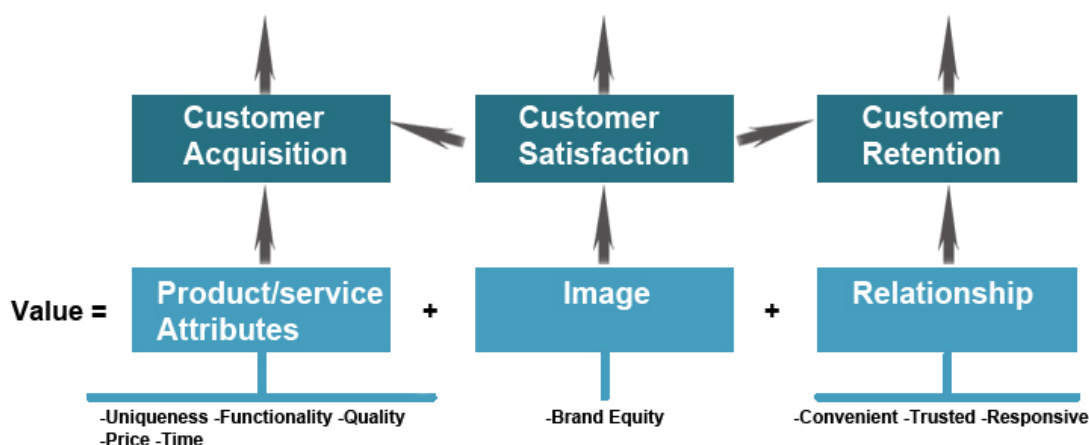 Customer
Acquisition
Customer
Satisfaction
Customer
Retention
Value =
Product/service
Attributes
+
Image
+
Relationship
-Uniqueness -Functionality -Quality
-Price -Time
-Brand Equity
-Convenient -Trusted -Responsive